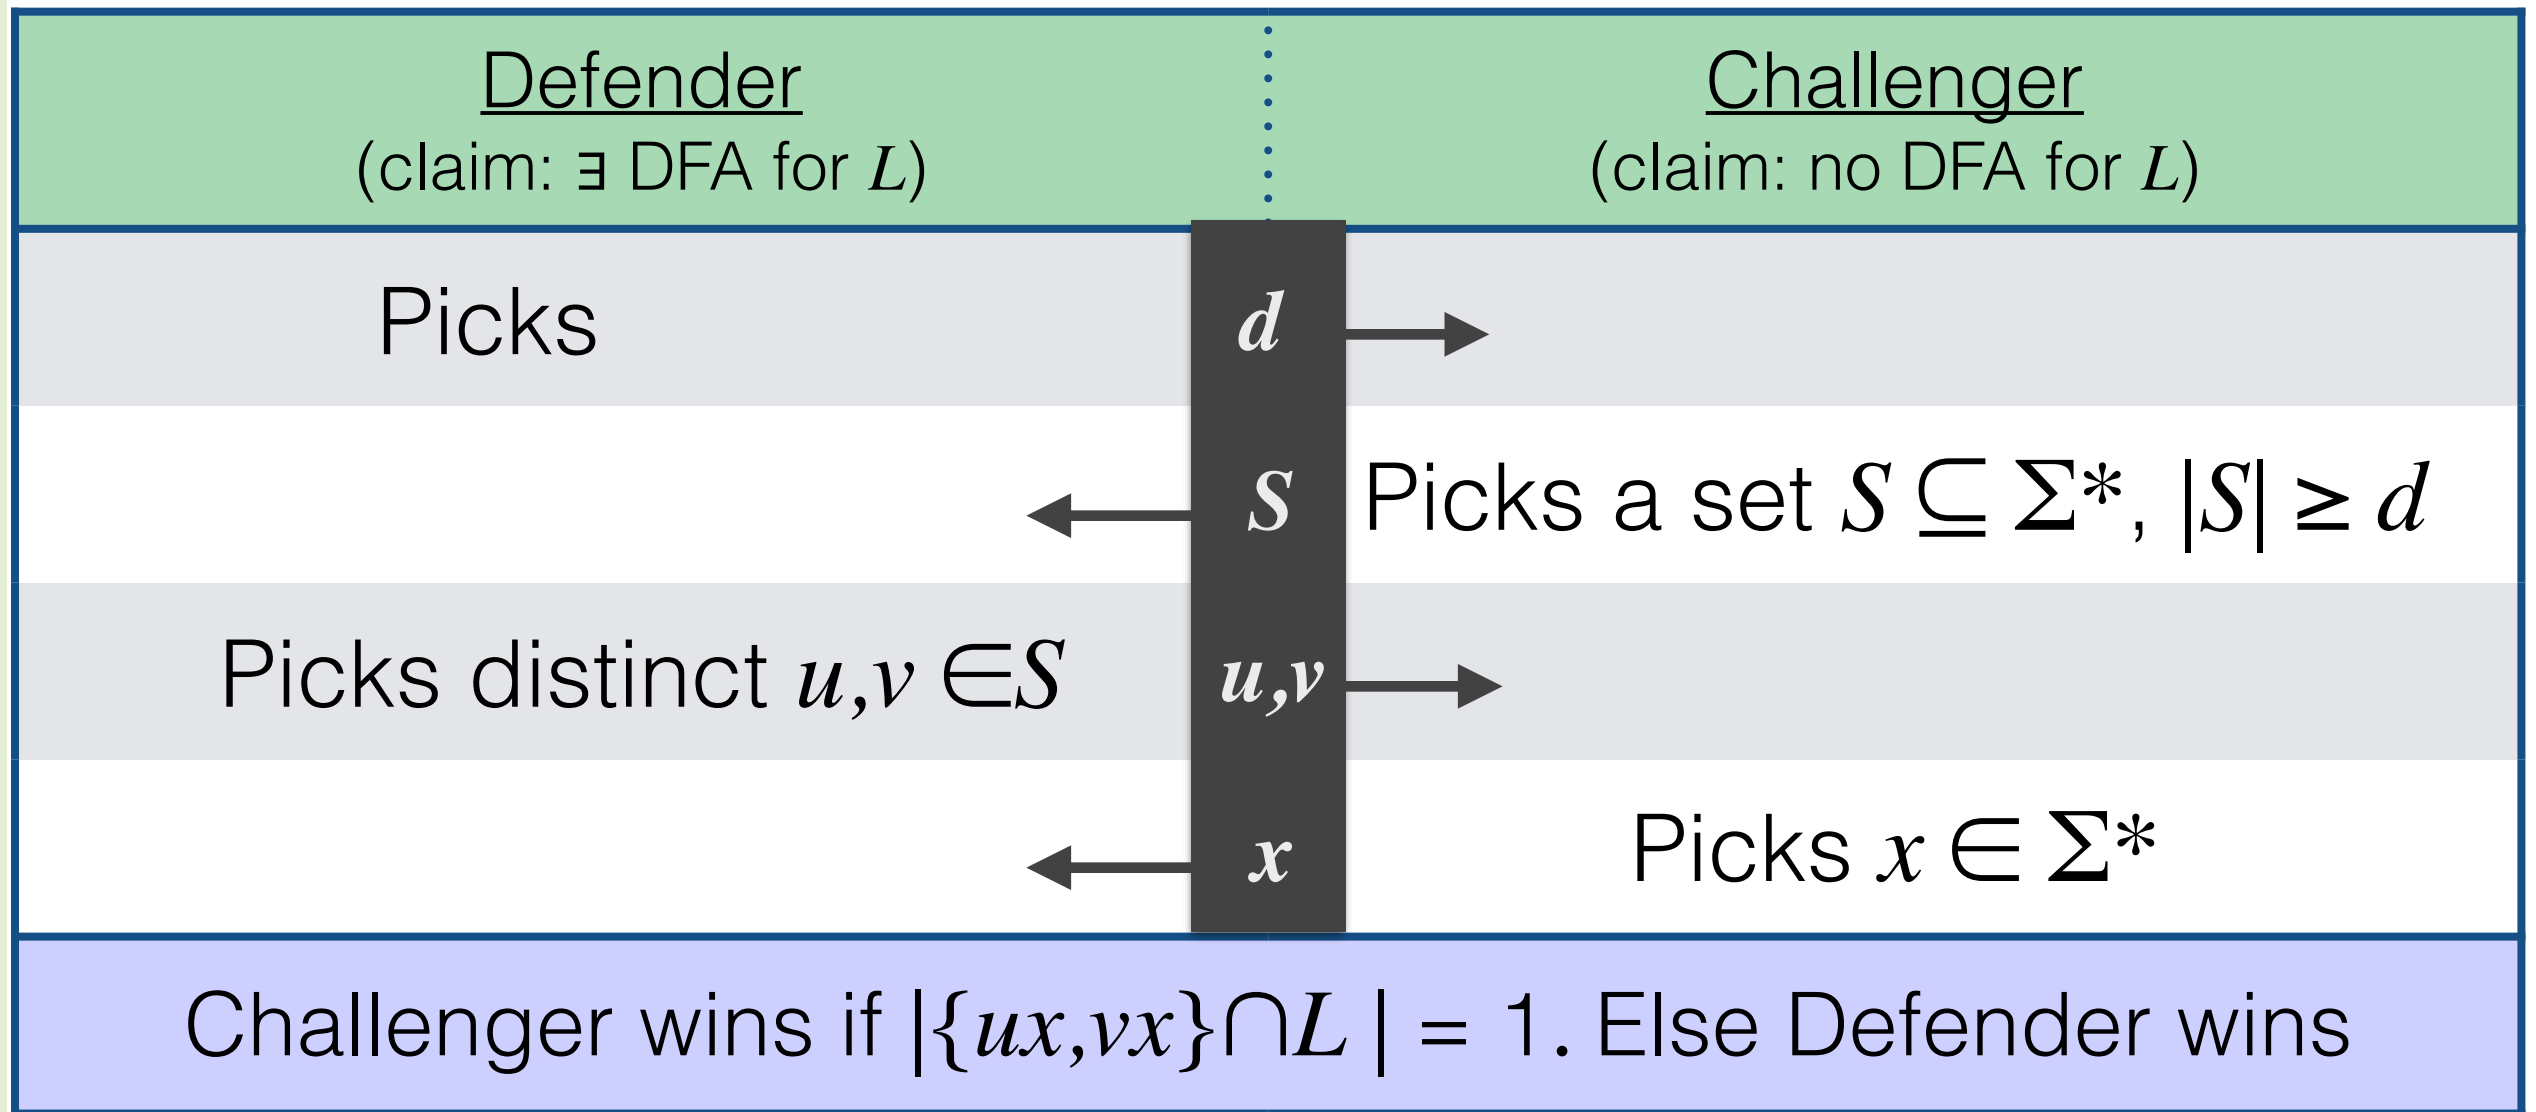 Defender
(claim: ∃ DFA for L)
Challenger
(claim: no DFA for L)
Picks
d
S
Picks a set S ⊆ Σ*, |S| ≥ d
Picks distinct u,v ∈S
u,v
x
Picks x ∈ Σ*
Challenger wins if |{ux,vx}∩L | = 1. Else Defender wins